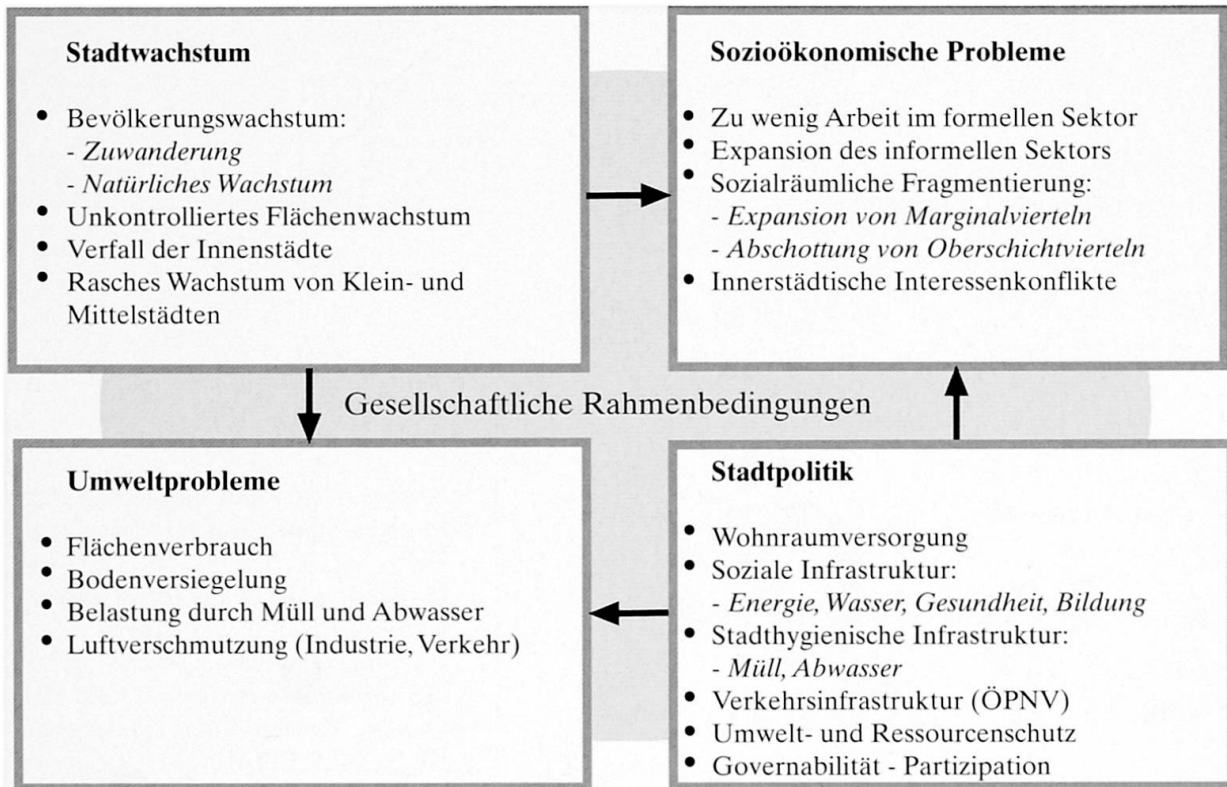 Stadtwachstum
• Bevölkerungswachstum:
- Zuwanderung
- Natürliches Wachstum
• Unkontrolliertes Flächenwachstum
• Verfall der Innenstädte
• Rasches Wachstum von Klein- und
Mittelstädten
Sozioökonomische Probleme
• Zu wenig Arbeit im formellen Sektor
• Expansion des informellen Sektors
• Sozialräumliche Fragmentierung:
- Expansion von Marginalvierteln
- Abschottung von Oberschichtvierteln
• Innerstädtische Interessenkonflikte
Gesellschaftliche Rahmenbedingungen
Umweltprobleme
• Flächenverbrauch
• Bodenversiegelung
• Belastung durch Müll und Abwasser
• Luftverschmutzung (Industrie, Verkehr)
Stadtpolitik
• Wohnraumversorgung
• Soziale Infrastruktur:
- Energie, Wasser, Gesundheit, Bildung
• Stadthygienische Infrastruktur:
- Müll, Abwasser
• Verkehrsinfrastruktur (ÖPNV)
• Umwelt- und Ressourcenschutz
• Governabilität - Partizipation